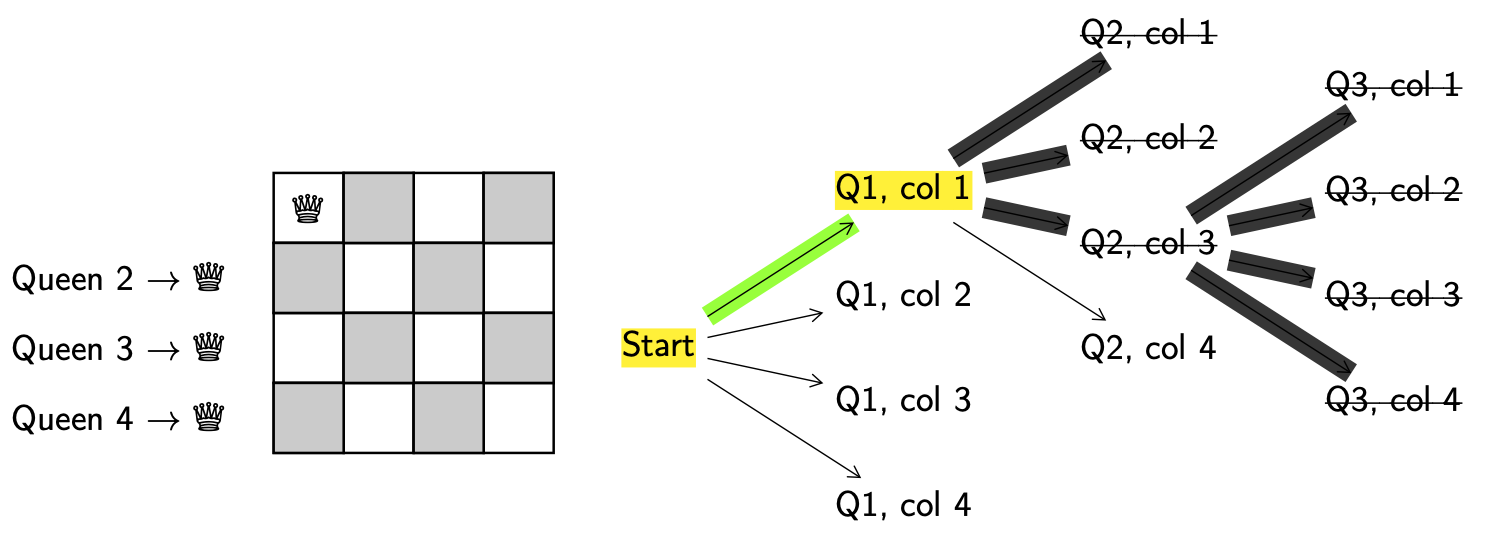 Queen 2 → ♛
Queen 3 → ♛
Queen 4 → ♛
♛
Start
Q1, col 1
Q1, col 2
Q1, col 3
Q1, col 4
Q2, col 1
Q2, col 2
Q2, col 3
Q2, col 4
Q3, col 1
Q3, col 2
Q3, col 3
Q3, col 4